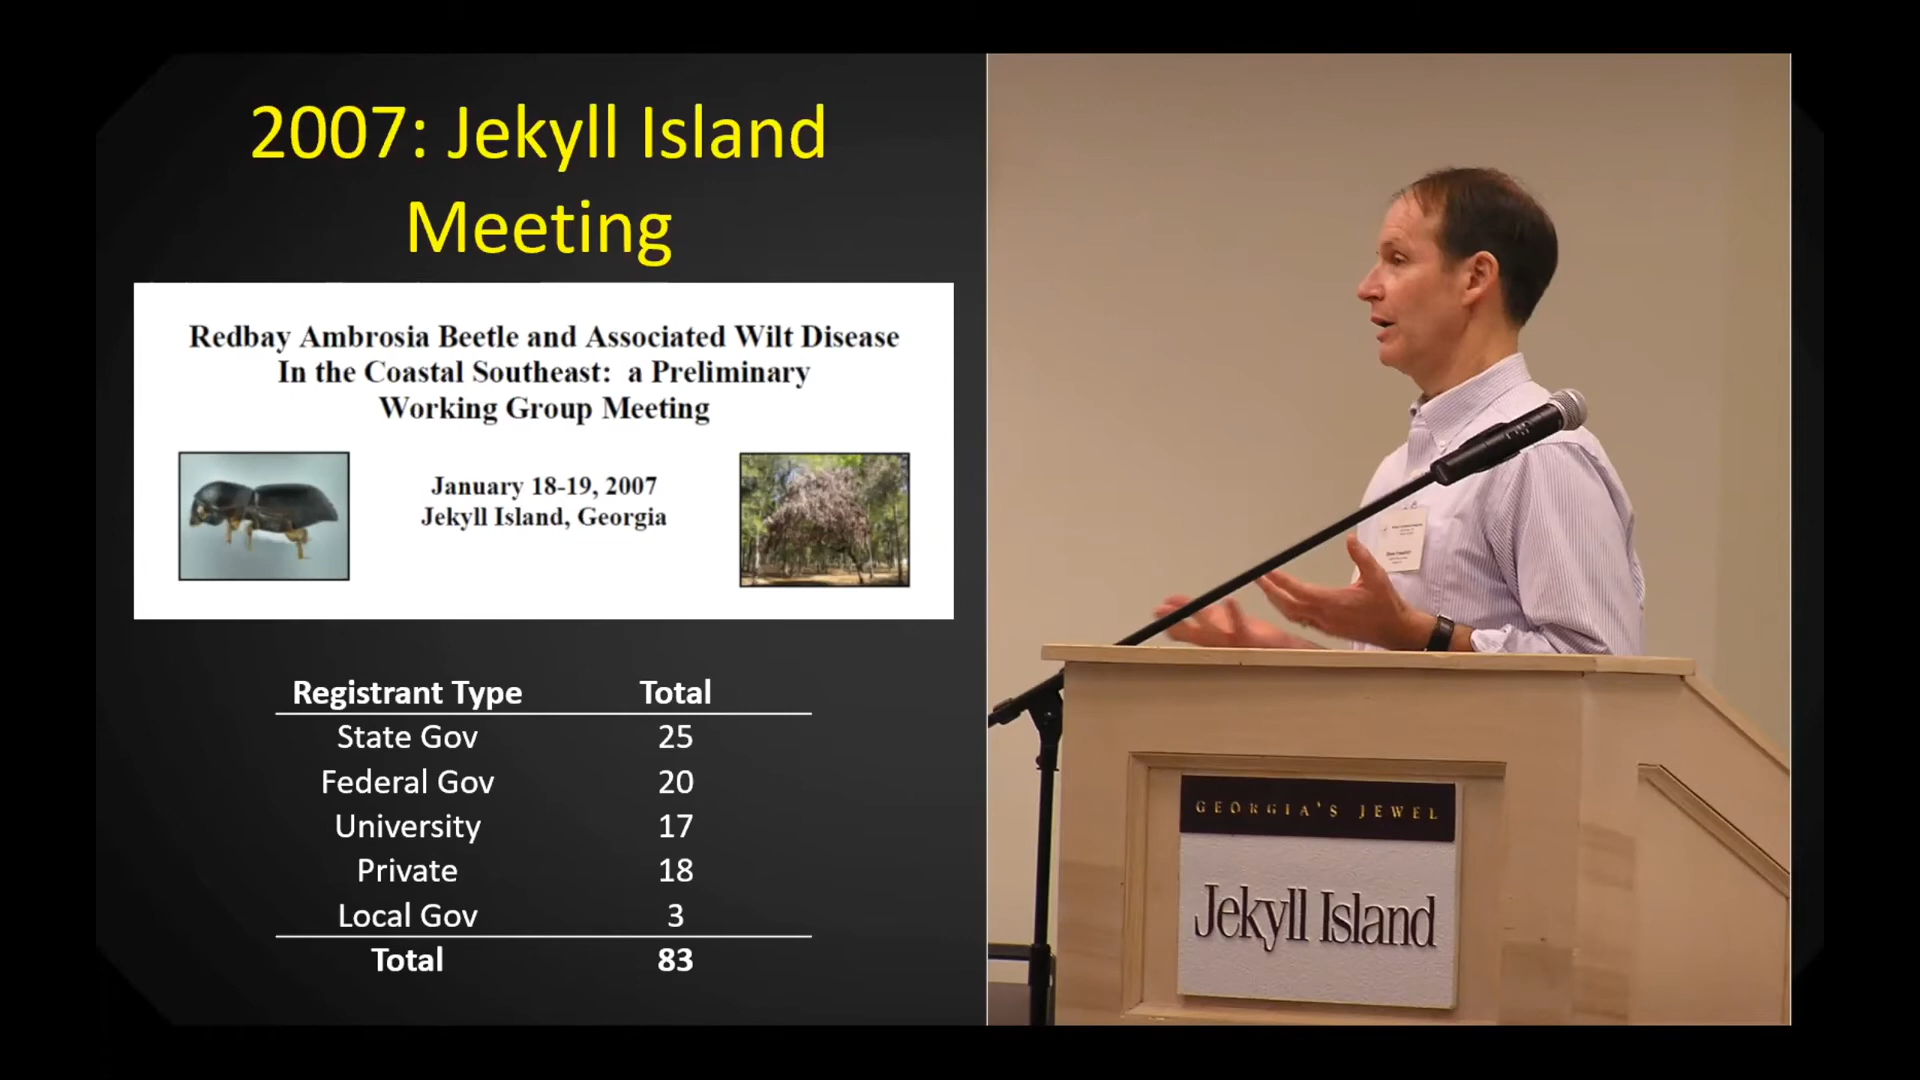 2007: Jekyll Island
Meeting
Redbay Ambrosia Beetle and Associated Wilt Disease
In the Coastal Southeast: a Preliminary
Working Group Meeting
January 18-19, 2007
Jekyll Island, Georgia
Registrant Type Total
State Gov 25
Federal Gov 20
University 17
Private 18
Local Gov 3
Total 83
GEORGIA'S JEWEL
Jekyll Island